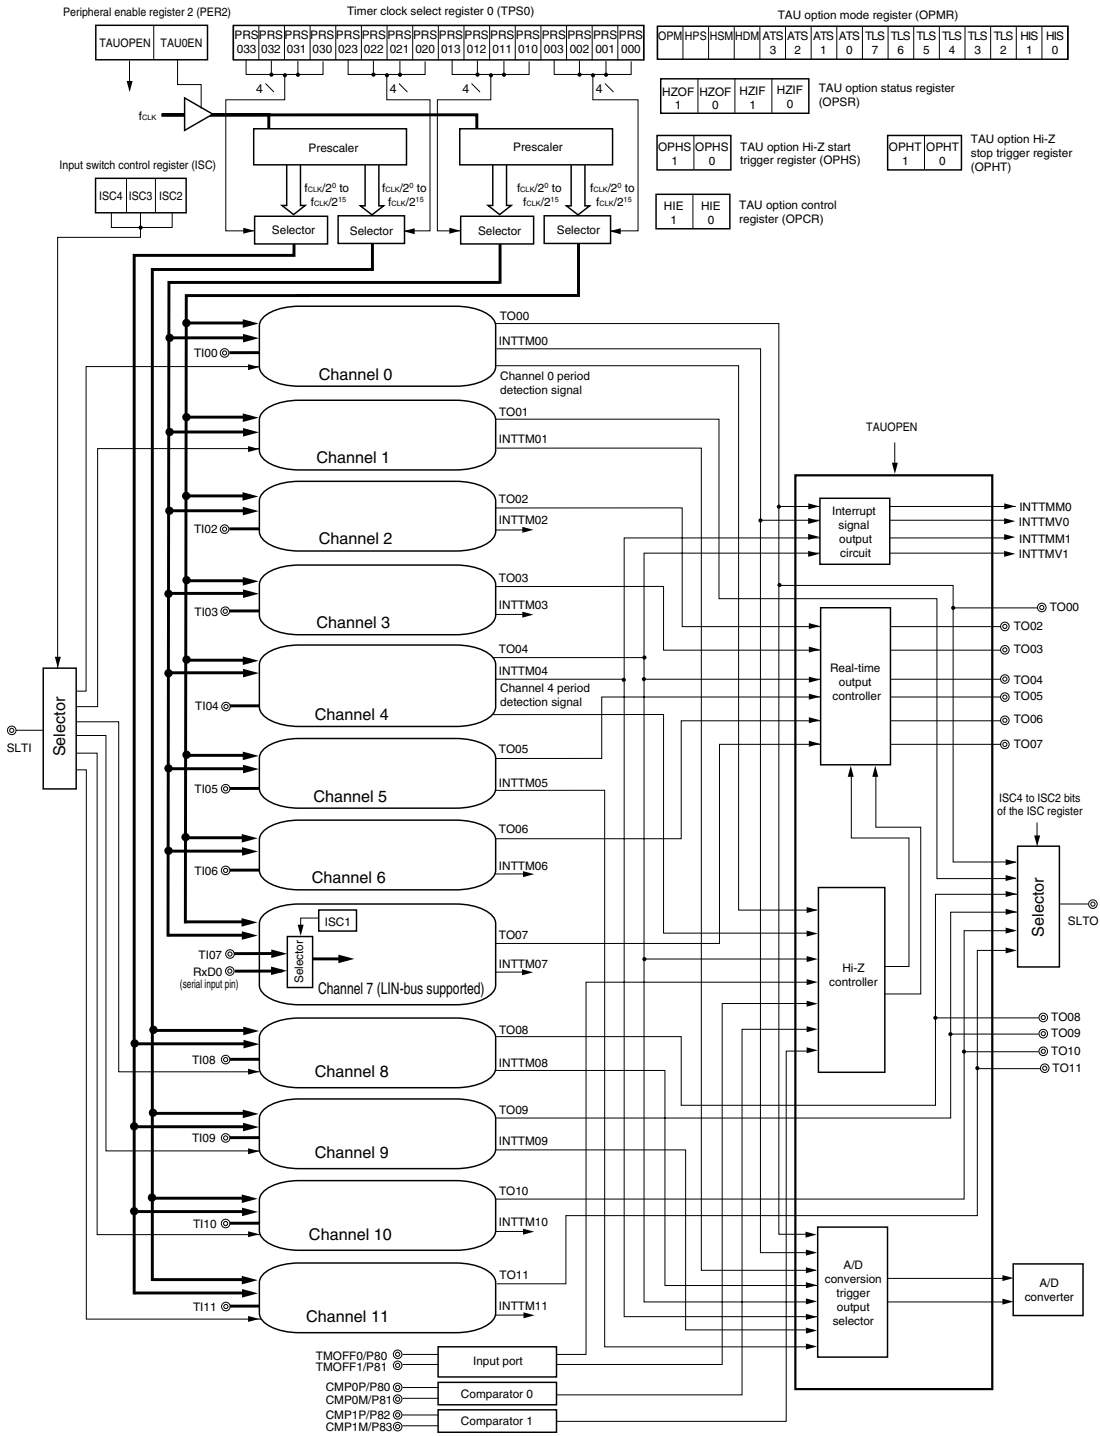 Peripheral enable register 2 (PER2)
TAUOPEN TAU0EN
Timer clock select register 0 (TPS0)
PRS PRS PRS PRS PRS PRS PRS PRS PRS PRS PRS PRS PRS PRS PRS PRS
033 032 031 030 023 022 021 020 013 012 011 010 003 002 001 000
4 4 4 4
TAU option mode register (OPMR)
OPM HPS HSM HDM ATS ATS ATS ATS TLS TLS TLS TLS TLS TLS HIS HIS
3 2 1 0 7 6 5 4 3 2 1 0
HZOF HZOF HZIF HZIF
1 0 1 0
TAU option status register
(OPSR)
OPHS OPHS
1 0
TAU option Hi-Z start
trigger register (OPHS)
OPHT OPHT
1 0
TAU option Hi-Z
stop trigger register
(OPHT)
HIE HIE
1 0
TAU option control
register (OPCR)
fCLK
Prescaler
Prescaler
fCLK/2⁰ to
fCLK/2¹⁵
fCLK/2⁰ to
fCLK/2¹⁵
fCLK/2⁰ to
fCLK/2¹⁵
fCLK/2⁰ to
fCLK/2¹⁵
Selector
Selector
Selector
Selector
Input switch control register (ISC)
ISC4 ISC3 ISC2
TI00
Channel 0
TO00
INTTM00
Channel 0 period
detection signal
Channel 1
TO01
INTTM01
TI02
Channel 2
TO02
INTTM02
TI03
Channel 3
TO03
INTTM03
TI04
Channel 4
TO04
INTTM04
Channel 4 period
detection signal
SLTI
Selector
TI05
Channel 5
TO05
INTTM05
TI06
Channel 6
TO06
INTTM06
ISC1
Selector
TI07
RxD0
(serial input pin)
Channel 7 (LIN-bus supported)
TO07
INTTM07
TI08
Channel 8
TO08
INTTM08
TI09
Channel 9
TO09
INTTM09
TI10
Channel 10
TO10
INTTM10
TI11
Channel 11
TO11
INTTM11
TMOFF0/P80
TMOFF1/P81
Input port
CMP0P/P80
CMP0M/P81
Comparator 0
CMP1P/P82
CMP1M/P83
Comparator 1
TAUOPEN
Interrupt
signal
output
circuit
INTTMM0
INTTMV0
INTTMM1
INTTMV1
TO00
Real-time
output
controller
TO02
TO03
TO04
TO05
TO06
TO07
ISC4 to ISC2 bits
of the ISC register
Selector
SLTO
Hi-Z
controller
TO08
TO09
TO10
TO11
A/D
conversion
trigger
output
selector
A/D
converter